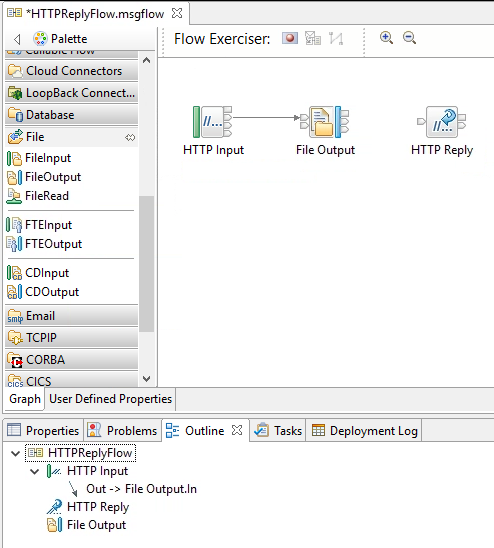 *HTTPReplyFlow.msgflow
Palette
Flow Exerciser:
Callable Flow
Cloud Connectors
LoopBack Connect...
Database
File
FileInput
FileOutput
FileRead
FTEInput
FTEOutput
CDInput
CDOutput
Email
TCPIP
CORBA
CICS
HTTP Input
File Output
HTTP Reply
Graph User Defined Properties
Properties Problems Outline Tasks Deployment Log
HTTPReplyFlow
HTTP Input
Out -> File Output.In
HTTP Reply
File Output